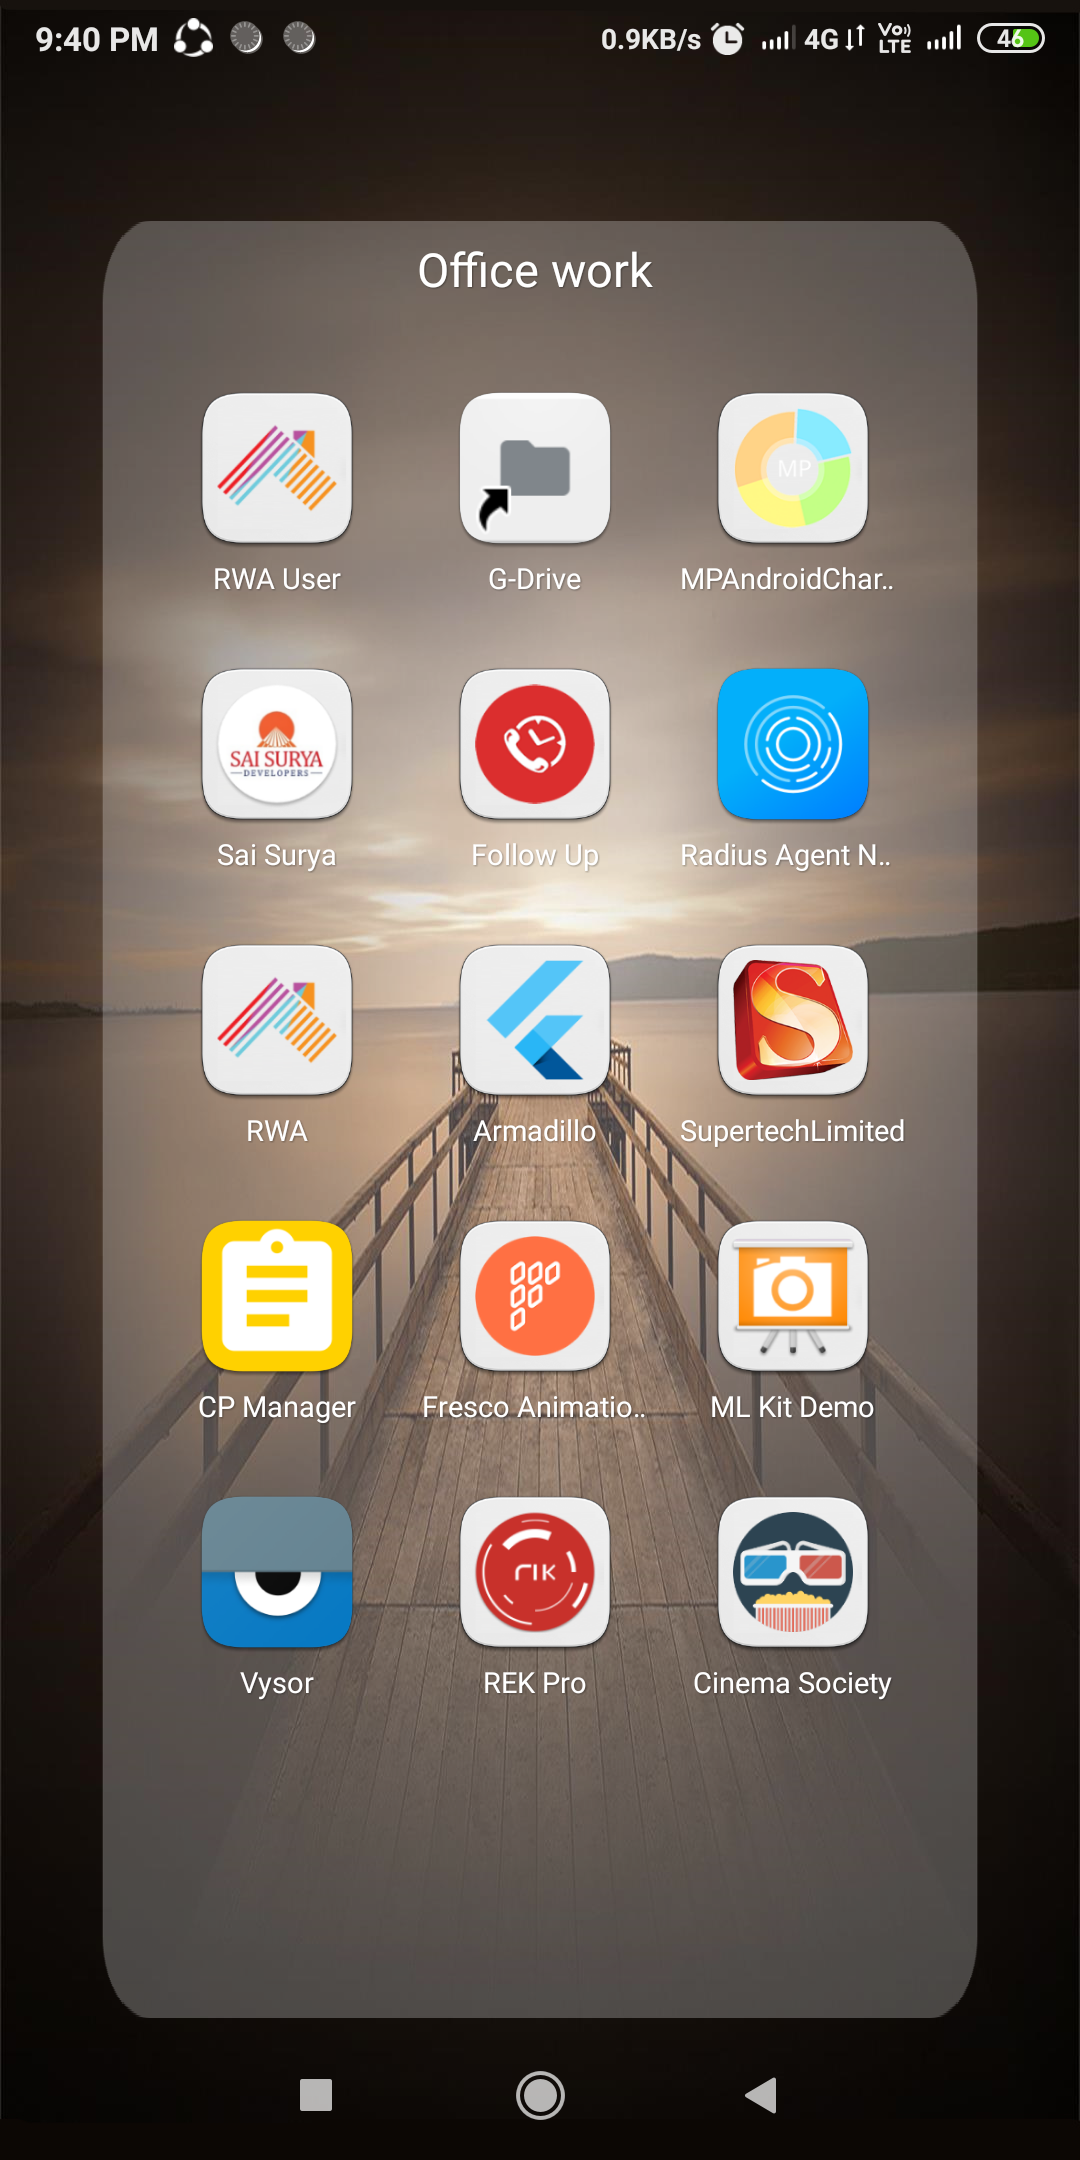 9:40 PM 0.9KB/s 4G Vo)) LTE 46
Office work
MP
RWA User G-Drive MPAndroidChar..
SAI SURYA
DEVELOPERS
Sai Surya Follow Up Radius Agent N..
S
RWA Armadillo SupertechLimited
CP Manager Fresco Animatio.. ML Kit Demo
rIK
Vysor REK Pro Cinema Society